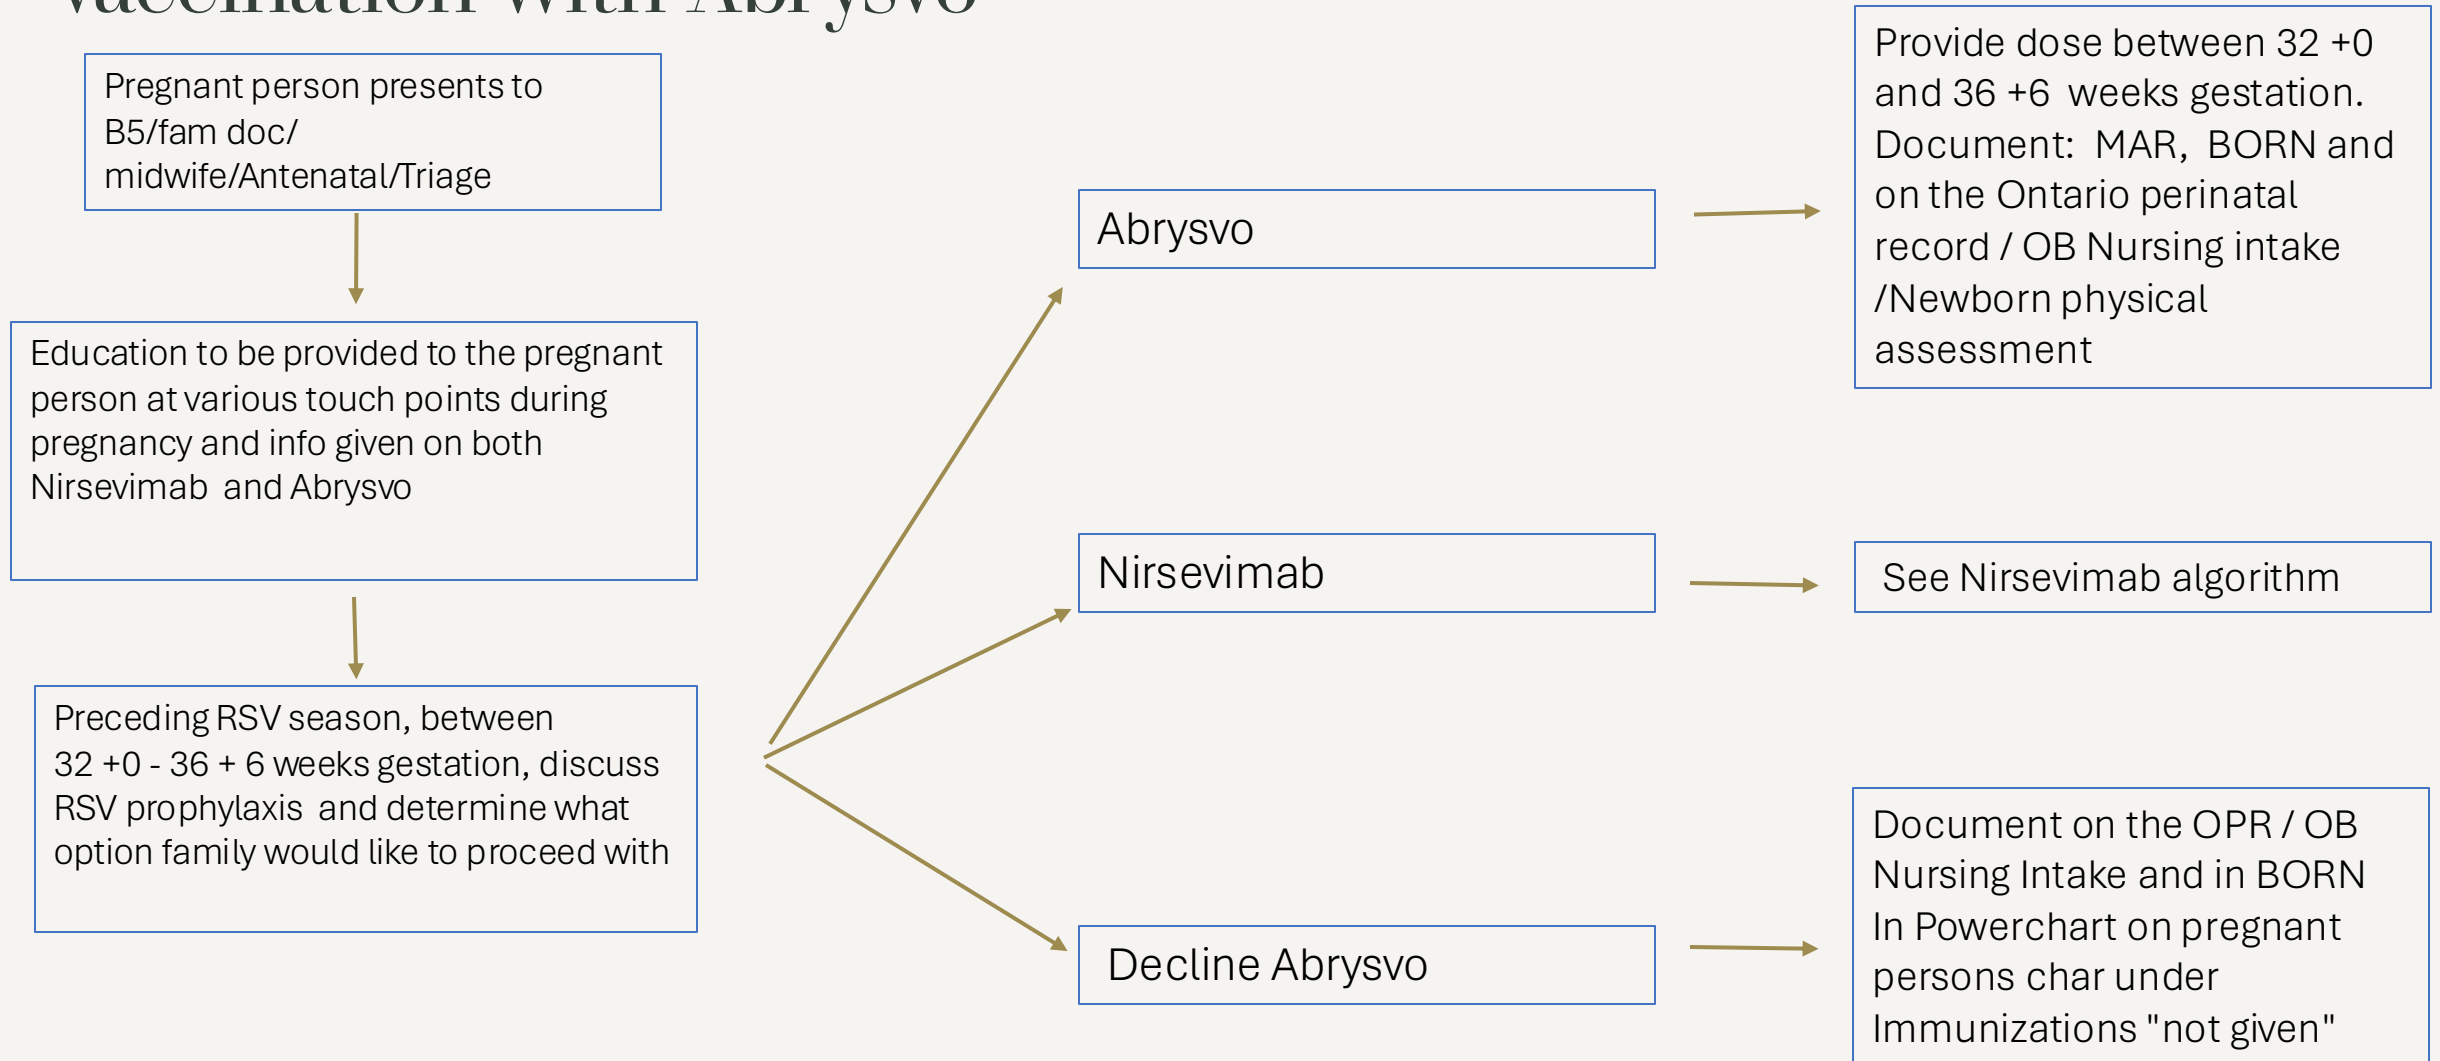 Vaccination with Abrysvo
Pregnant person presents to
B5/fam doc/
midwife/Antenatal/Triage
Education to be provided to the pregnant
person at various touch points during
pregnancy and info given on both
Nirsevimab and Abrysvo
Preceding RSV season, between
32 +0 - 36 + 6 weeks gestation, discuss
RSV prophylaxis and determine what
option family would like to proceed with
Abrysvo
Nirsevimab
Decline Abrysvo
Provide dose between 32 +0
and 36 +6 weeks gestation.
Document: MAR, BORN and
on the Ontario perinatal
record / OB Nursing intake
/Newborn physical
assessment
See Nirsevimab algorithm
Document on the OPR / OB
Nursing Intake and in BORN
In Powerchart on pregnant
persons char under
Immunizations "not given"